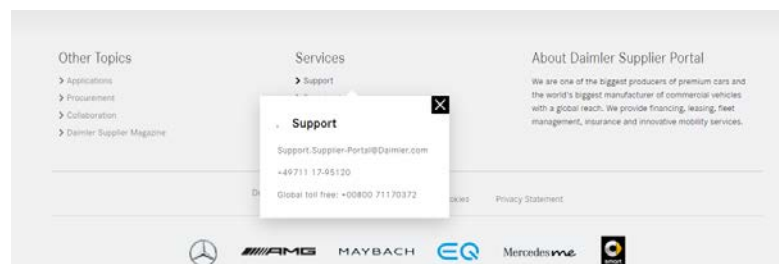 Other Topics
Applications
Procurement
Collaboration
Daimler Supplier Magazine
Services
Support
Support
Support.Supplier-Portal@Daimler.com
+49711 17-95120
Global toll free: +00800 71170372
About Daimler Supplier Portal
We are one of the biggest producers of premium cars and
the world's biggest manufacturer of commercial vehicles
with a global reach. We provide financing, leasing, fleet
management, insurance and innovative mobility services.
Privacy Statement
AMG
MAYBACH
EQ
Mercedes me
smart